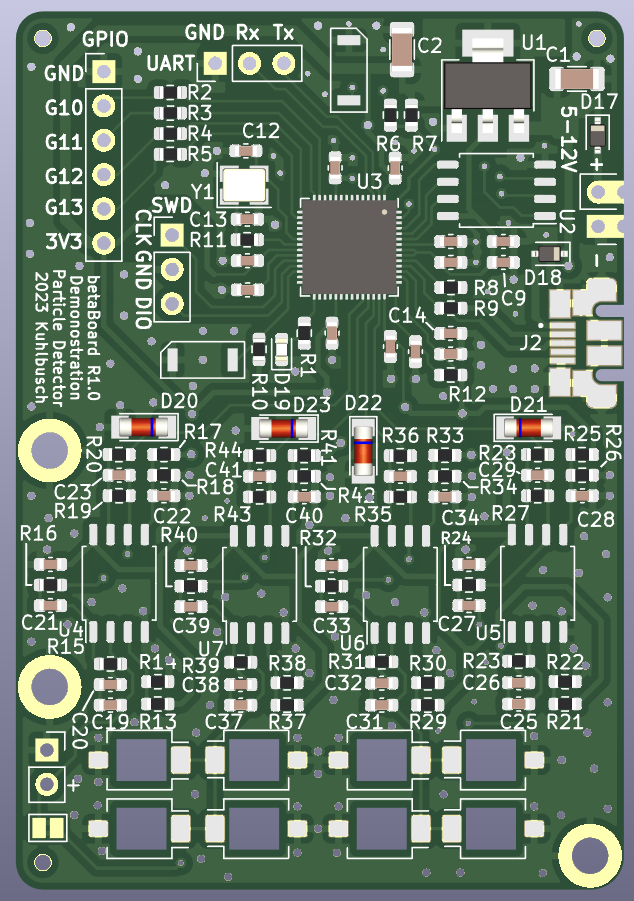 GPIO
GND Rx Tx
UART
GND
G10
G11
G12
G13
3V3
R2
R3
R4
R5
C12
Y1
SWD
CLK
GND
DIO
C13
R11
C2
R6
R7
U1
C1
D17
5-12V
+
U2
-
U3
D18
C9
R8
R9
C14
R12
J2
betaBoard R1.0
Demonostration
Particle Detector
2023 Kuhlbusch
R10
D19
R1
D20
D23
D22
D21
R17
R20
C23
R19
R18
C22
R44
C41
R43
R41
R42
C40
R36
R35
R33
R34
C34
R23
C29
R27
R25
R26
C28
R16
C21
U4
R15
R40
C39
U7
R32
C33
U6
R24
C27
U5
R14
R13
C19
C20
R39
C38
C37
R38
R37
R31
C32
C31
R30
R29
R23
C26
C25
R22
R21
+